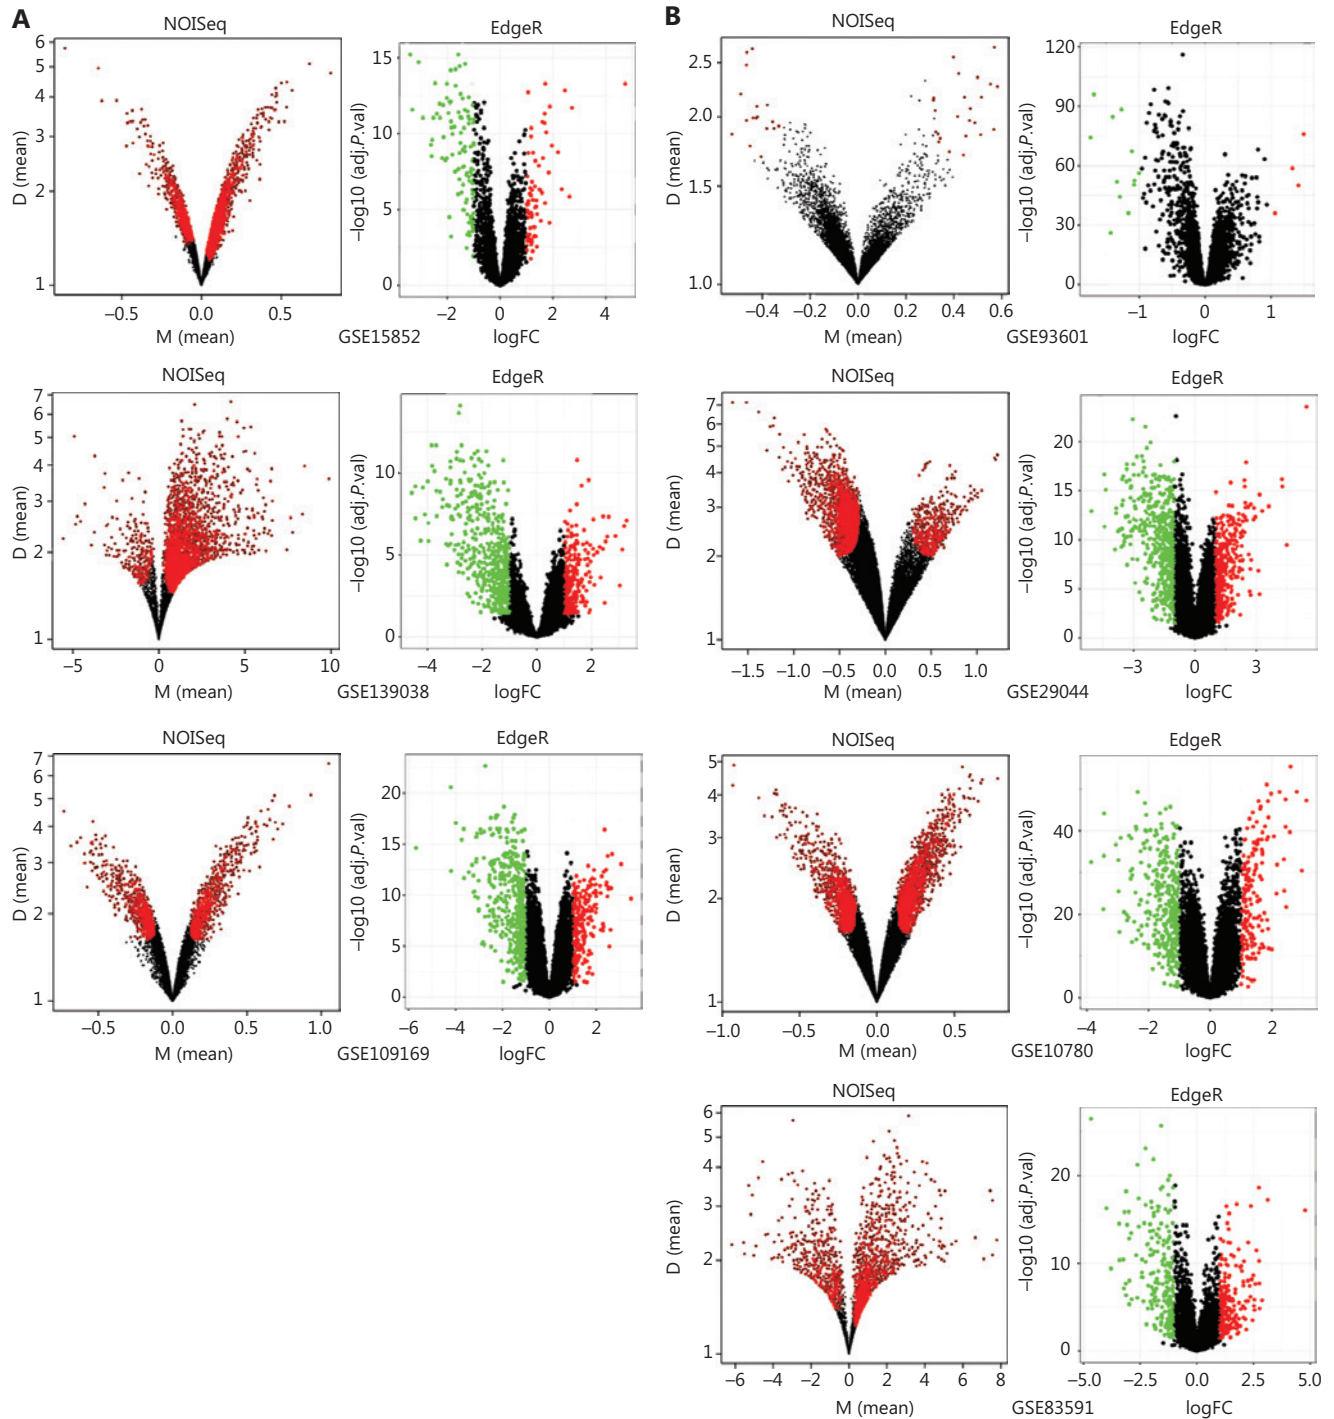 A
NOISeq
EdgeR
D (mean)
6
5
4
3
2
1
−0.5 0.0 0.5
M (mean)
−log10 (adj.P.val)
15
10
5
0
−2 0 2 4
logFC
GSE15852
NOISeq
EdgeR
D (mean)
7
6
5
4
3
2
1
−5 0 5 10
M (mean)
−log10 (adj.P.val)
10
5
0
−4 −2 0 2
logFC
GSE139038
NOISeq
EdgeR
D (mean)
7
6
5
4
3
2
1
−0.5 0.0 0.5 1.0
M (mean)
−log10 (adj.P.val)
20
15
10
5
0
−6 −4 −2 0 2
logFC
GSE109169
B
NOISeq
EdgeR
D (mean)
2.5
2.0
1.5
1.0
−0.4 −0.2 0.0 0.2 0.4 0.6
M (mean)
−log10 (adj.P.val)
120
90
60
30
0
−1 0 1
logFC
GSE93601
NOISeq
EdgeR
D (mean)
7
6
5
4
3
2
1
−1.5 −1.0 −0.5 0.0 0.5 1.0
M (mean)
−log10 (adj.P.val)
20
15
10
5
0
−3 0 3
logFC
GSE29044
NOISeq
EdgeR
D (mean)
5
4
3
2
1
−1.0 −0.5 0.0 0.5
M (mean)
−log10 (adj.P.val)
40
20
0
−4 −2 0 2
logFC
GSE10780
NOISeq
EdgeR
D (mean)
6
5
4
3
2
1
−6 −4 −2 0 2 4 6 8
M (mean)
−log10 (adj.P.val)
20
10
0
−5.0 −2.5 0.0 2.5 5.0
logFC
GSE83591